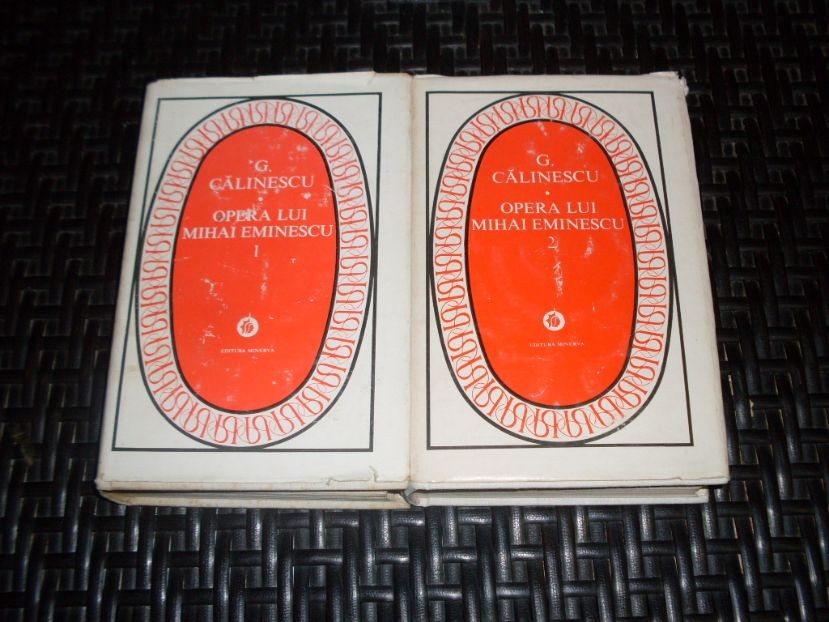 G.
CĂLINESCU
•
OPERA LUI
MIHAI EMINESCU
1
EDITURA MINERVA
G.
CĂLINESCU
•
OPERA LUI
MIHAI EMINESCU
2
EDITURA MINERVA